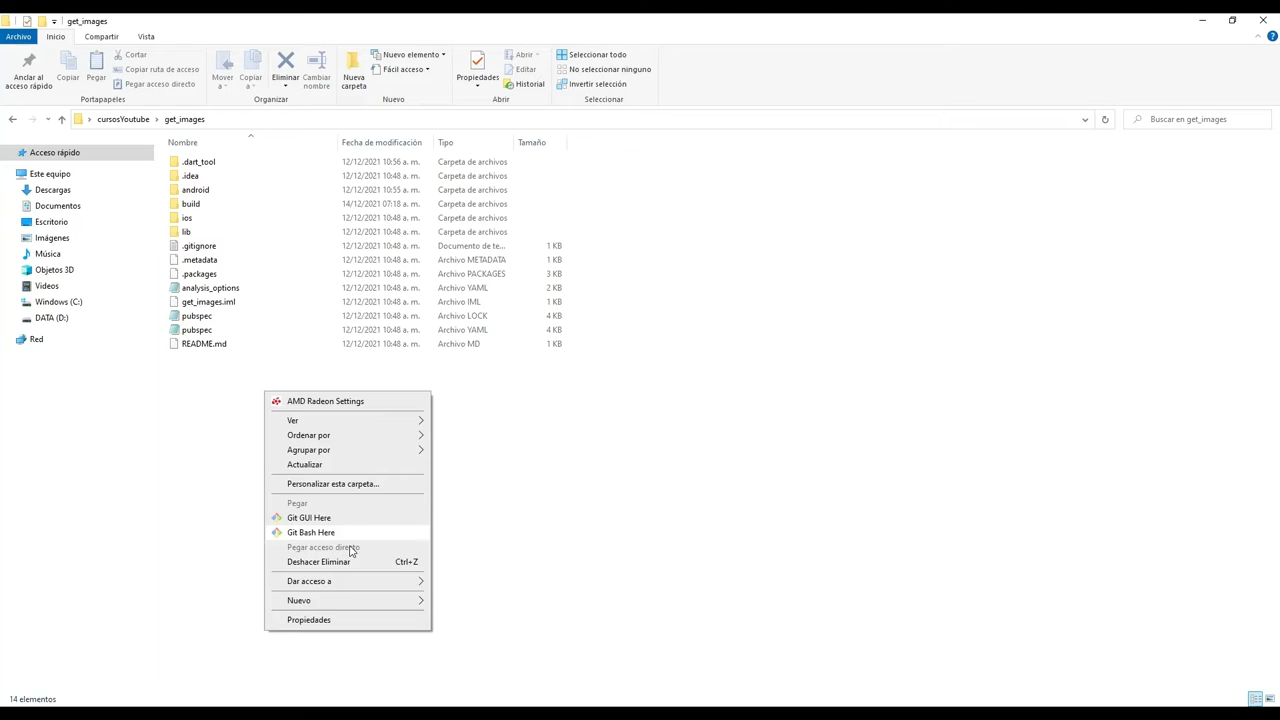 get_images
Archivo Inicio Compartir Vista
Anclar al acceso rápido
Copiar
Pegar
Cortar
Copiar ruta de acceso
Pegar acceso directo
Portapapeles
Mover a
Copiar a
Eliminar
Cambiar nombre
Organizar
Nueva carpeta
Nuevo elemento
Fácil acceso
Nuevo
Propiedades
Abrir
Editar
Historial
Abrir
Seleccionar todo
No seleccionar ninguno
Invertir selección
Seleccionar
cursosYoutube > get_images
Buscar en get_images
Nombre Fecha de modificación Tipo Tamaño
Acceso rápido
Este equipo
Descargas
Documentos
Escritorio
Imágenes
Música
Objetos 3D
Videos
Windows (C:)
DATA (D:)
Red
.dart_tool 12/12/2021 10:56 a. m. Carpeta de archivos
.idea 12/12/2021 10:48 a. m. Carpeta de archivos
android 12/12/2021 10:55 a. m. Carpeta de archivos
build 14/12/2021 07:18 a. m. Carpeta de archivos
ios 12/12/2021 10:48 a. m. Carpeta de archivos
lib 12/12/2021 10:48 a. m. Carpeta de archivos
.gitignore 12/12/2021 10:48 a. m. Documento de te... 1 KB
.metadata 12/12/2021 10:48 a. m. Archivo METADATA 1 KB
.packages 12/12/2021 10:48 a. m. Archivo PACKAGES 3 KB
analysis_options 12/12/2021 10:48 a. m. Archivo YAML 2 KB
get_images.iml 12/12/2021 10:48 a. m. Archivo IML 1 KB
pubspec 12/12/2021 10:48 a. m. Archivo LOCK 4 KB
pubspec 12/12/2021 10:48 a. m. Archivo YAML 4 KB
README.md 12/12/2021 10:48 a. m. Archivo MD 1 KB
AMD Radeon Settings
Ver
Ordenar por
Agrupar por
Actualizar
Personalizar esta carpeta...
Pegar
Git GUI Here
Git Bash Here
Pegar acceso directo
Deshacer Eliminar Ctrl+Z
Dar acceso a
Nuevo
Propiedades
14 elementos